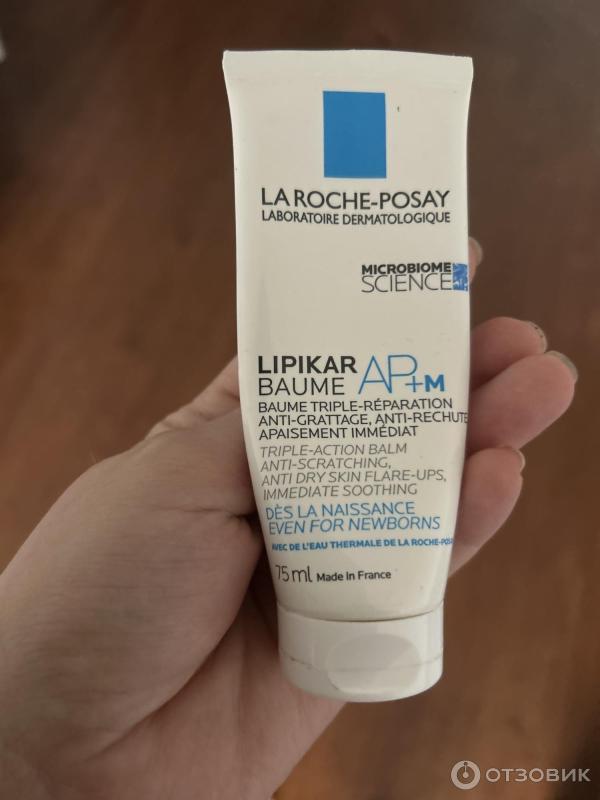 LA ROCHE-POSAY
LABORATOIRE DERMATOLOGIQUE
MICROBIOME
SCIENCE
LIPIKAR
BAUME AP+M
BAUME TRIPLE-RÉPARATION
ANTI-GRATTAGE, ANTI-RECHUTE
APAISEMENT IMMÉDIAT
TRIPLE-ACTION BALM
ANTI-SCRATCHING,
ANTI DRY SKIN FLARE-UPS,
IMMEDIATE SOOTHING
DÈS LA NAISSANCE
EVEN FOR NEWBORNS
AVEC DE L'EAU THERMALE DE LA ROCHE-POSA
75 ml Made In France
ОТЗОВИК